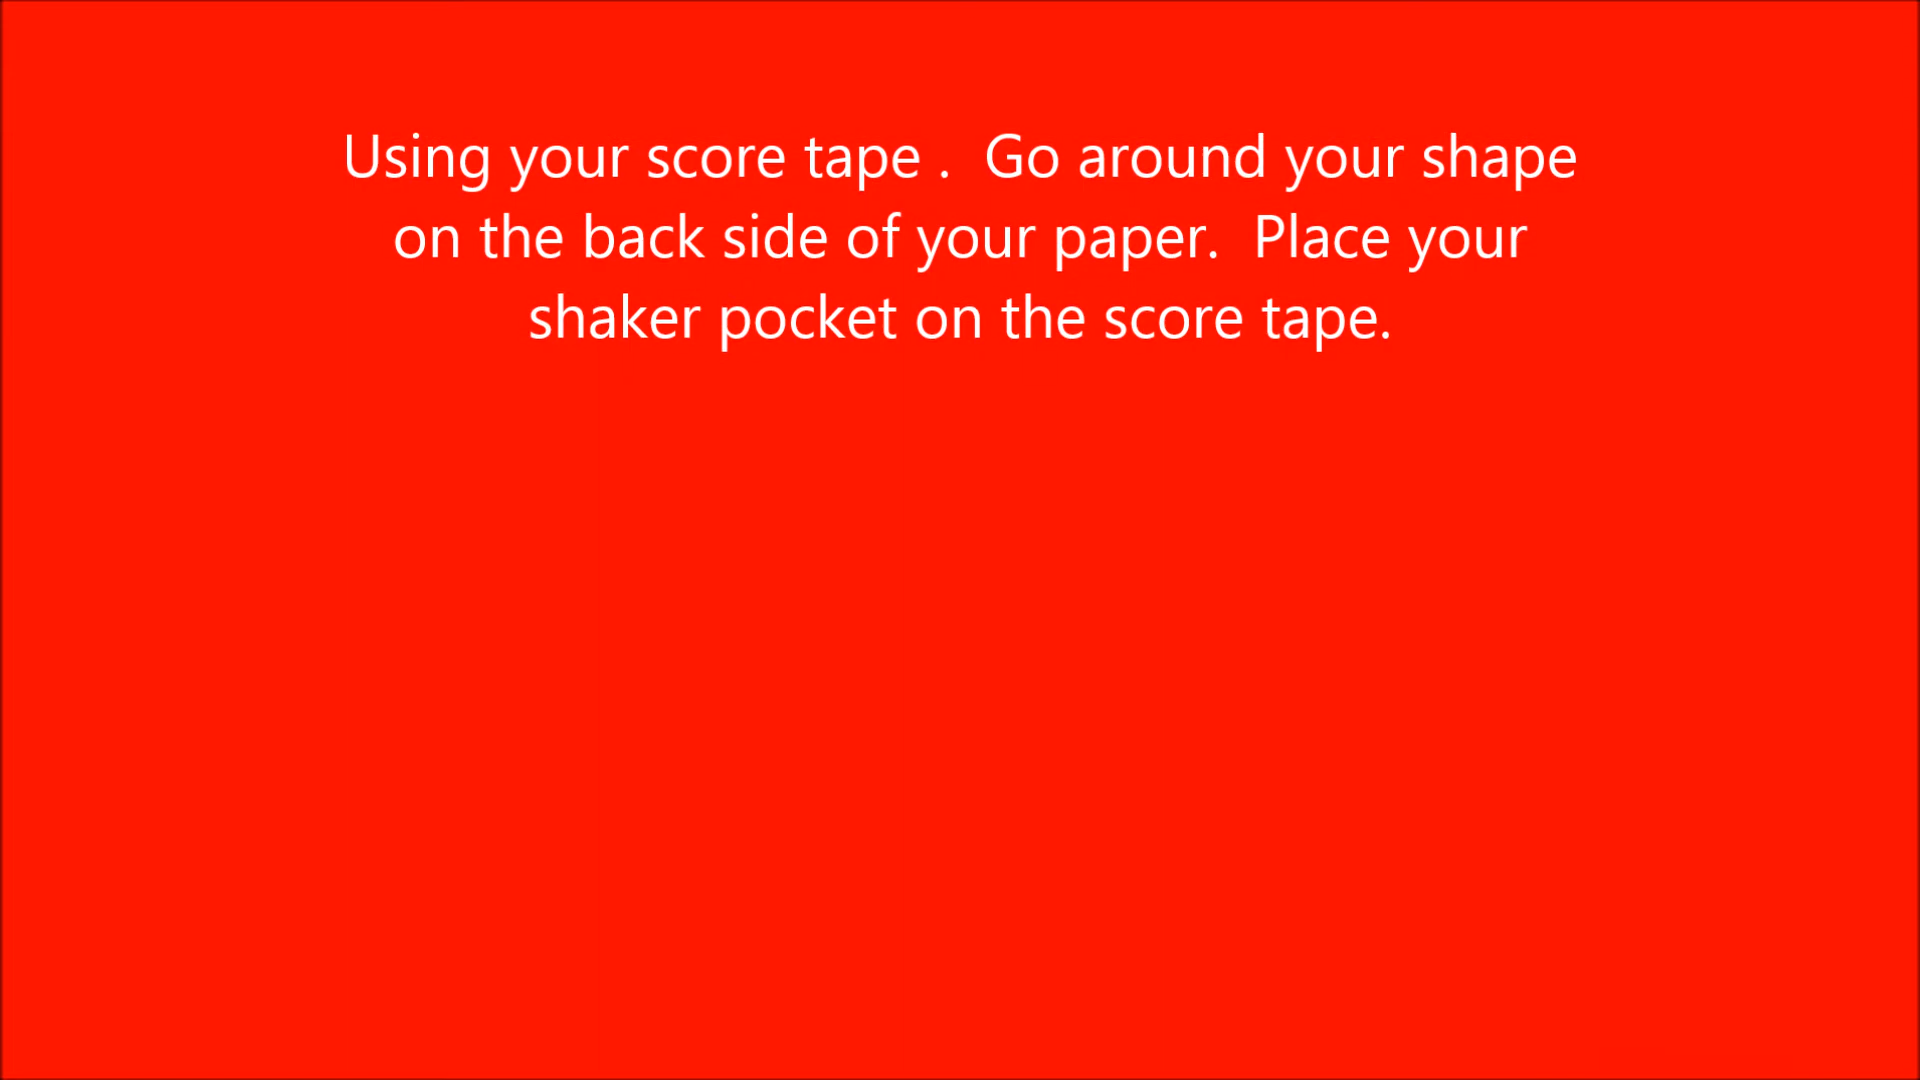 Using your score tape .  Go around your shape
on the back side of your paper.  Place your
shaker pocket on the score tape.